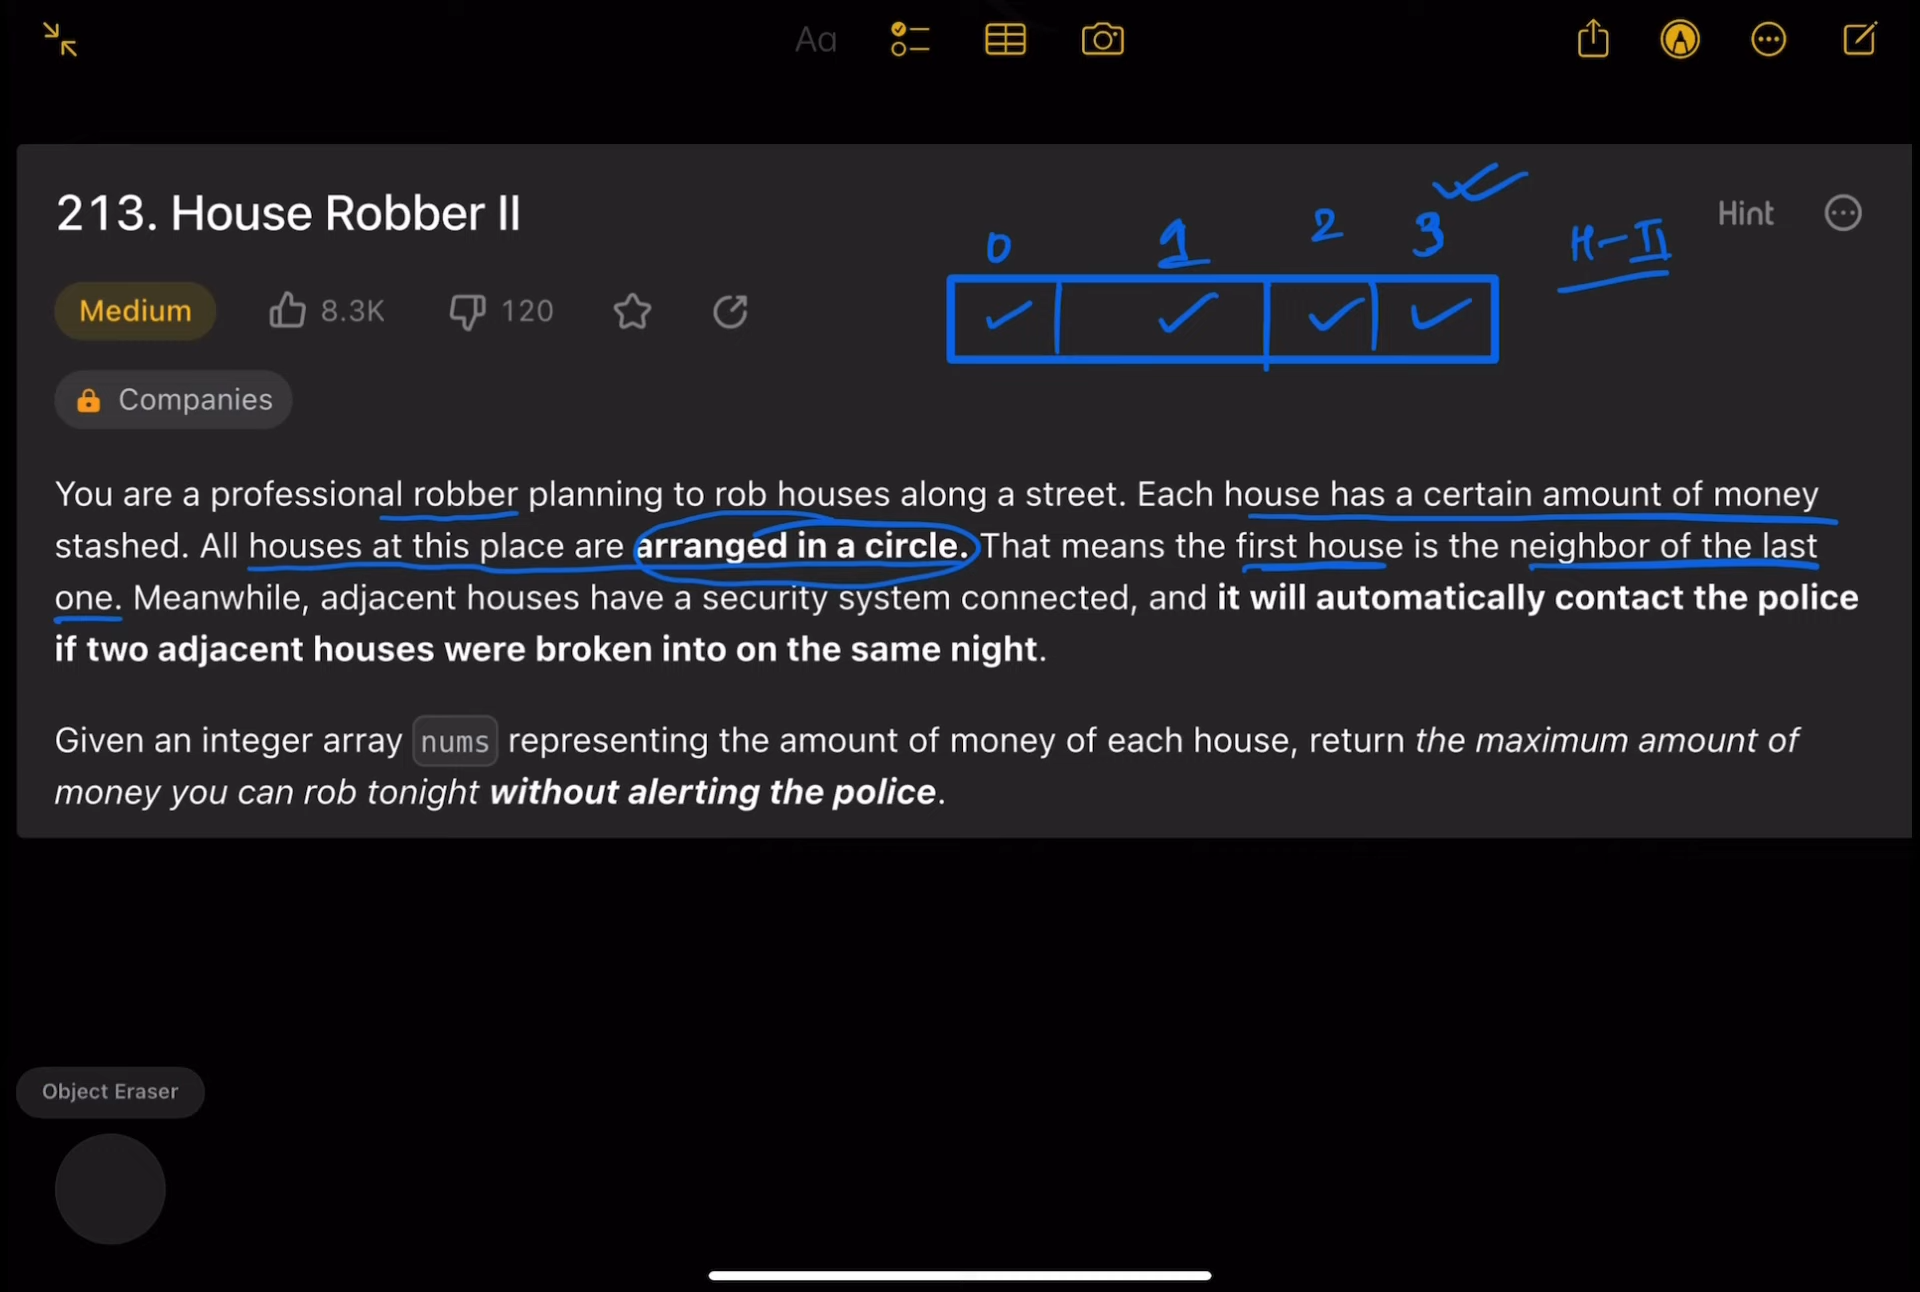 Aa
213. House Robber II
0 1 2 3
H-II
Hint
Medium 8.3K 120
Companies
You are a professional robber planning to rob houses along a street. Each house has a certain amount of money
stashed. All houses at this place are arranged in a circle. That means the first house is the neighbor of the last
one. Meanwhile, adjacent houses have a security system connected, and it will automatically contact the police
if two adjacent houses were broken into on the same night.
Given an integer array nums representing the amount of money of each house, return the maximum amount of
money you can rob tonight without alerting the police.
Object Eraser